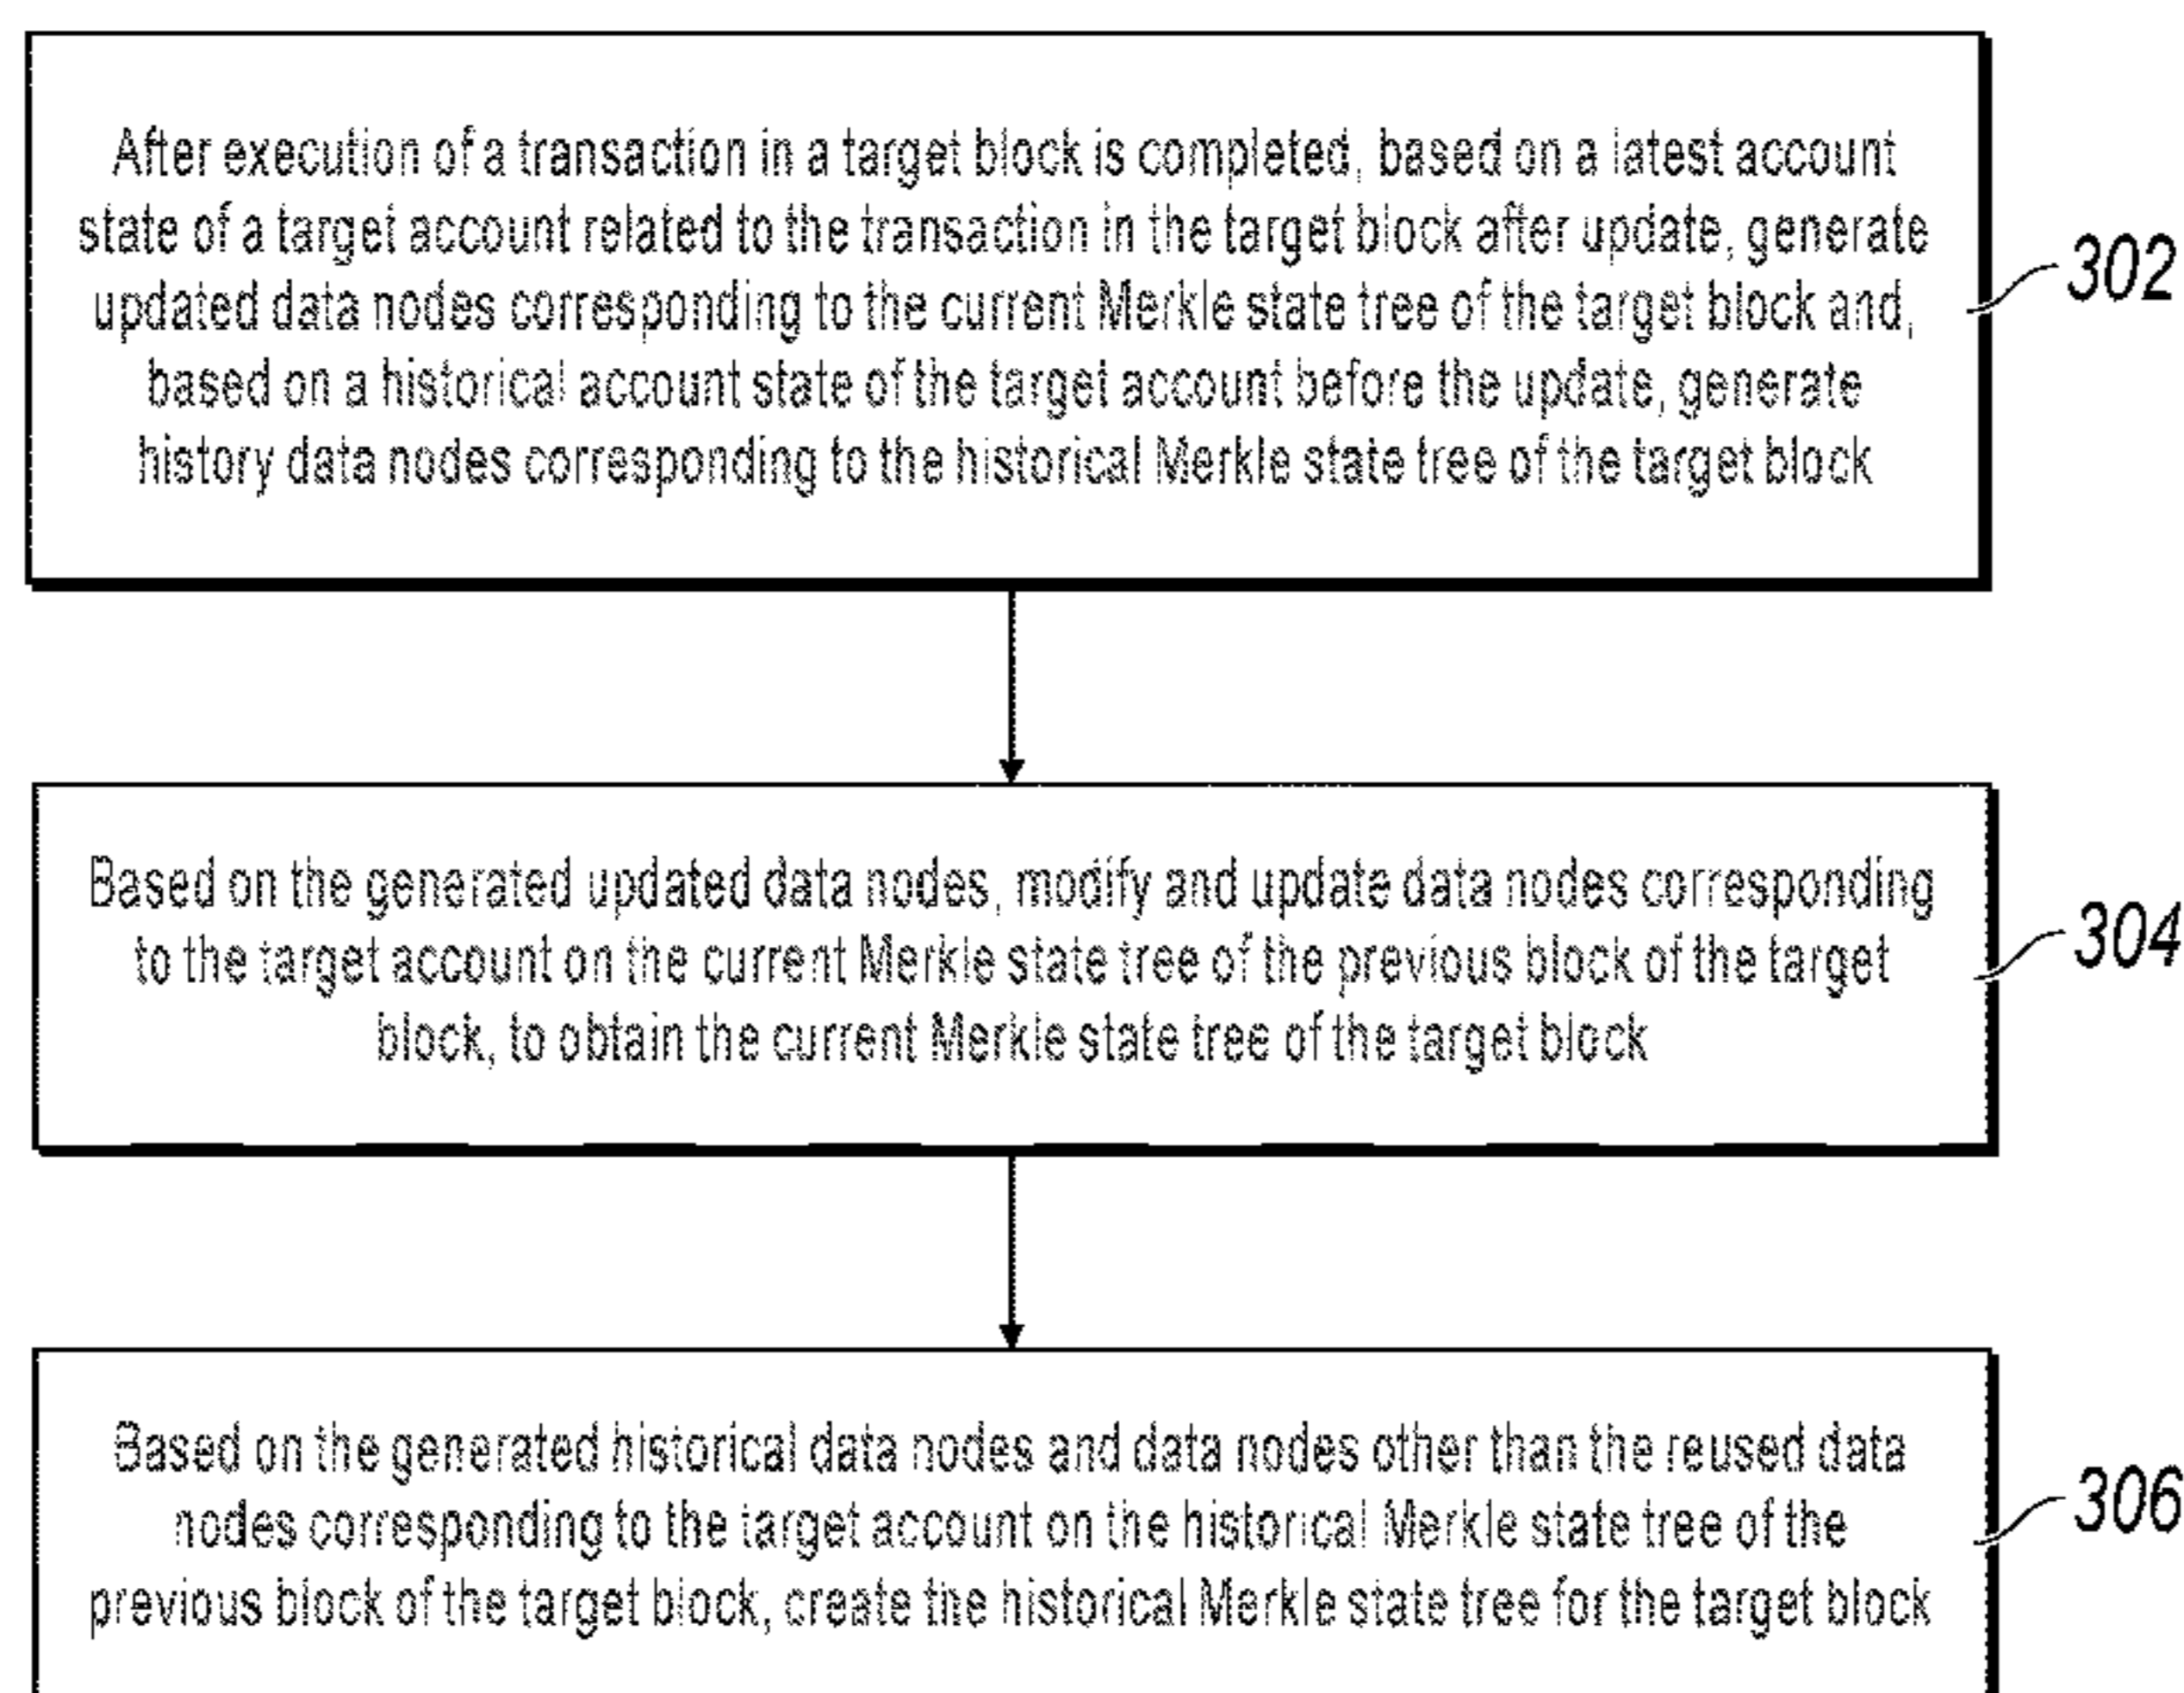 After execution of a transaction in a target block is completed, based on a latest account
state of a target account related to the transaction in the target block after update, generate
updated data nodes corresponding to the current Merkle state tree of the target block and,
based on a historical account state of the target account before the update, generate
history data nodes corresponding to the historical Merkle state tree of the target block
302
Based on the generated updated data nodes, modify and update data nodes corresponding
to the target account on the current Merkle state tree of the previous block of the target
block, to obtain the current Merkle state tree of the target block
304
Based on the generated historical data nodes and data nodes other than the reused data
nodes corresponding to the target account on the historical Merkle state tree of the
previous block of the target block, create the historical Merkle state tree for the target block
306